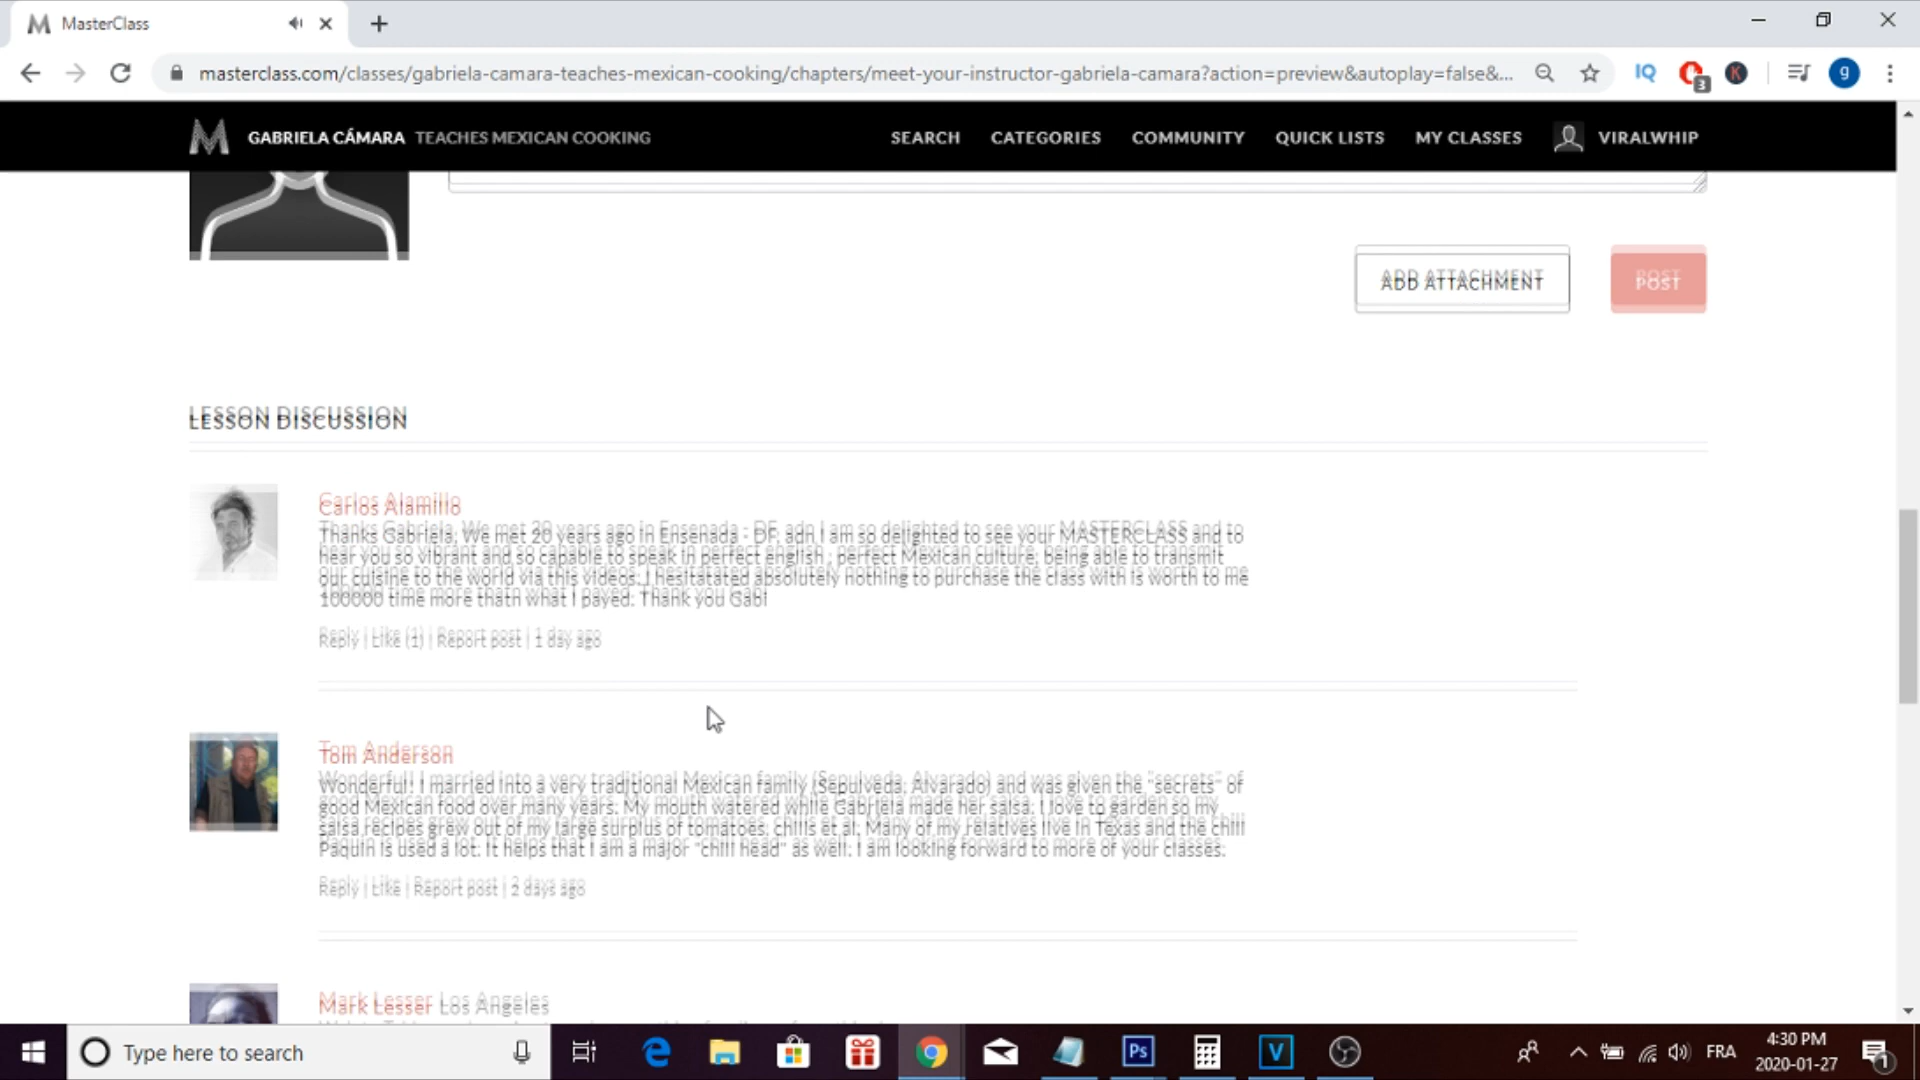 MasterClass
masterclass.com/classes/gabriela-camara-teaches-mexican-cooking/chapters/meet-your-instructor-gabriela-camara?action=preview&autoplay=false&...
IQ
3
K
g
GABRIELA CÁMARA TEACHES MEXICAN COOKING
SEARCH
CATEGORIES
COMMUNITY
QUICK LISTS
MY CLASSES
VIRALWHIP
ADD ATTACHMENT
POST
LESSON DISCUSSION
Carlos Alamillo
Thanks Gabriela. We met 20 years ago in Ensenada - DF. adn I am so delighted to see your MASTERCLASS and to
hear you so vibrant and so capable to speak in perfect english , perfect Mexican culture, being able to transmit
our cuisine to the world via this videos. I hesitatated absolutely nothing to purchase the class with is worth to me
100000 time more thatn what I payed. Thank you Gabi
Reply | Like (1) | Report post | 1 day ago
Tom Anderson
Wonderful! I married into a very traditional Mexican family (Sepulveda, Alvarado) and was given the "secrets" of
good Mexican food over many years. My mouth watered while Gabriela made her salsa. I love to garden so my
salsa recipes grew out of my large surplus of tomatoes, chilis et al. Many of my relatives live in Texas and the chili
Paquin is used a lot. It helps that I am a major "chili head" as well. I am looking forward to more of your classes.
Reply | Like | Report post | 2 days ago
Mark Lesser Los Angeles
Type here to search
Ps
V
FRA
4:30 PM
2020-01-27
1